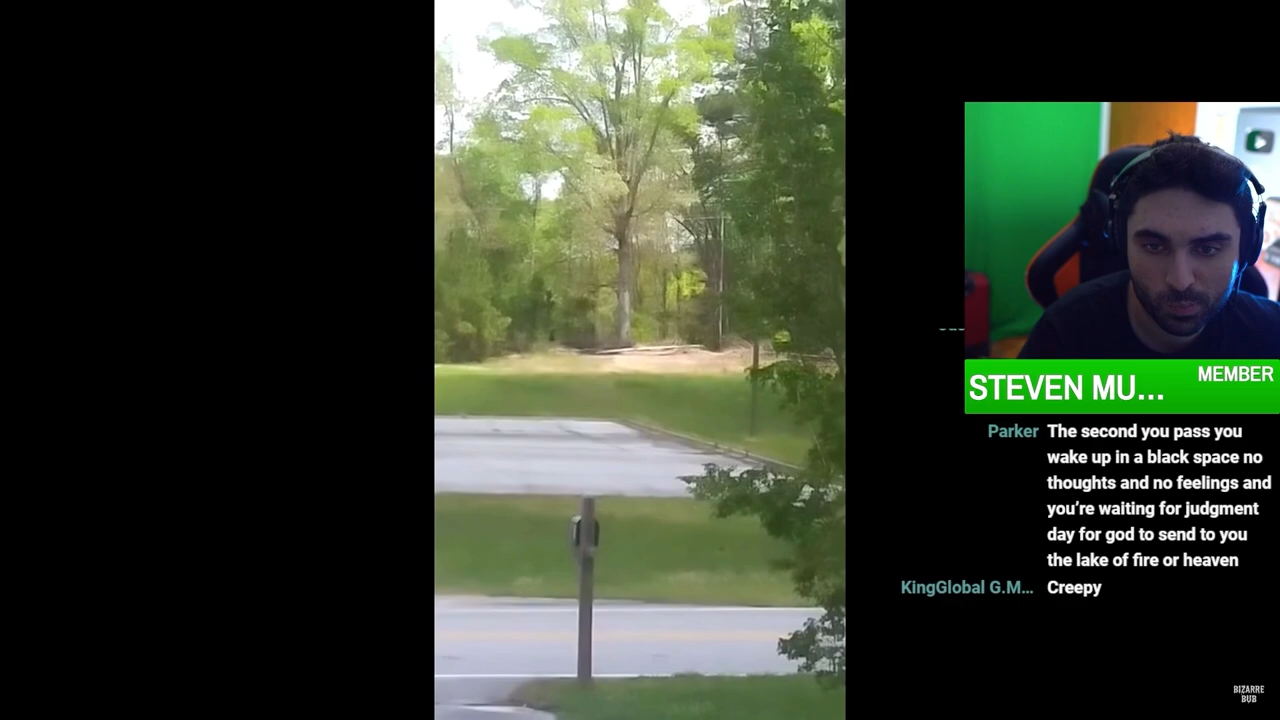 STEVEN MU...
MEMBER
Parker The second you pass you
wake up in a black space no
thoughts and no feelings and
you're waiting for judgment
day for god to send to you
the lake of fire or heaven
KingGlobal G.M... Creepy
BIZARRE
BUB